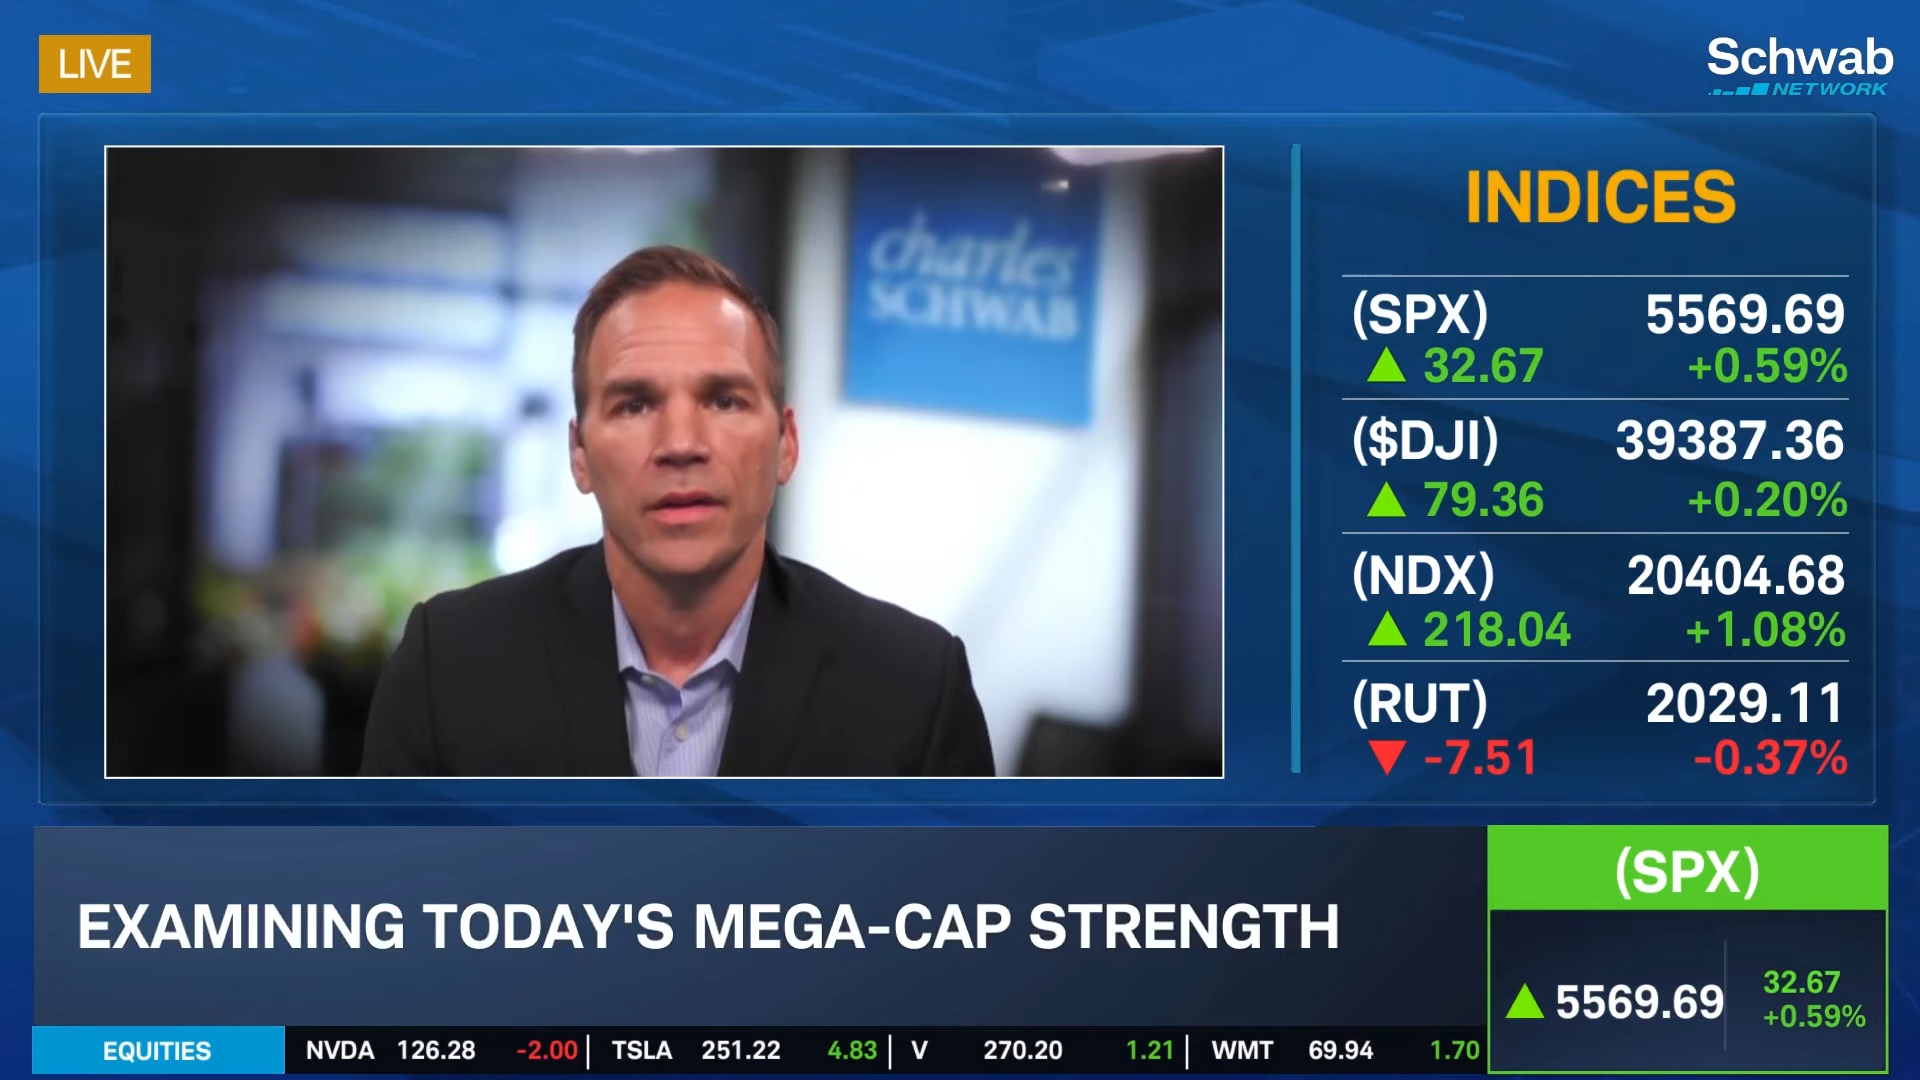 LIVE
Schwab
NETWORK
charles
SCHWAB
INDICES
(SPX) 5569.69
▲ 32.67 +0.59%
($DJI) 39387.36
▲ 79.36 +0.20%
(NDX) 20404.68
▲ 218.04 +1.08%
(RUT) 2029.11
▼ -7.51 -0.37%
EXAMINING TODAY'S MEGA-CAP STRENGTH
(SPX)
▲ 5569.69 32.67
+0.59%
EQUITIES NVDA 126.28 -2.00 | TSLA 251.22 4.83 | V 270.20 1.21 | WMT 69.94 1.70